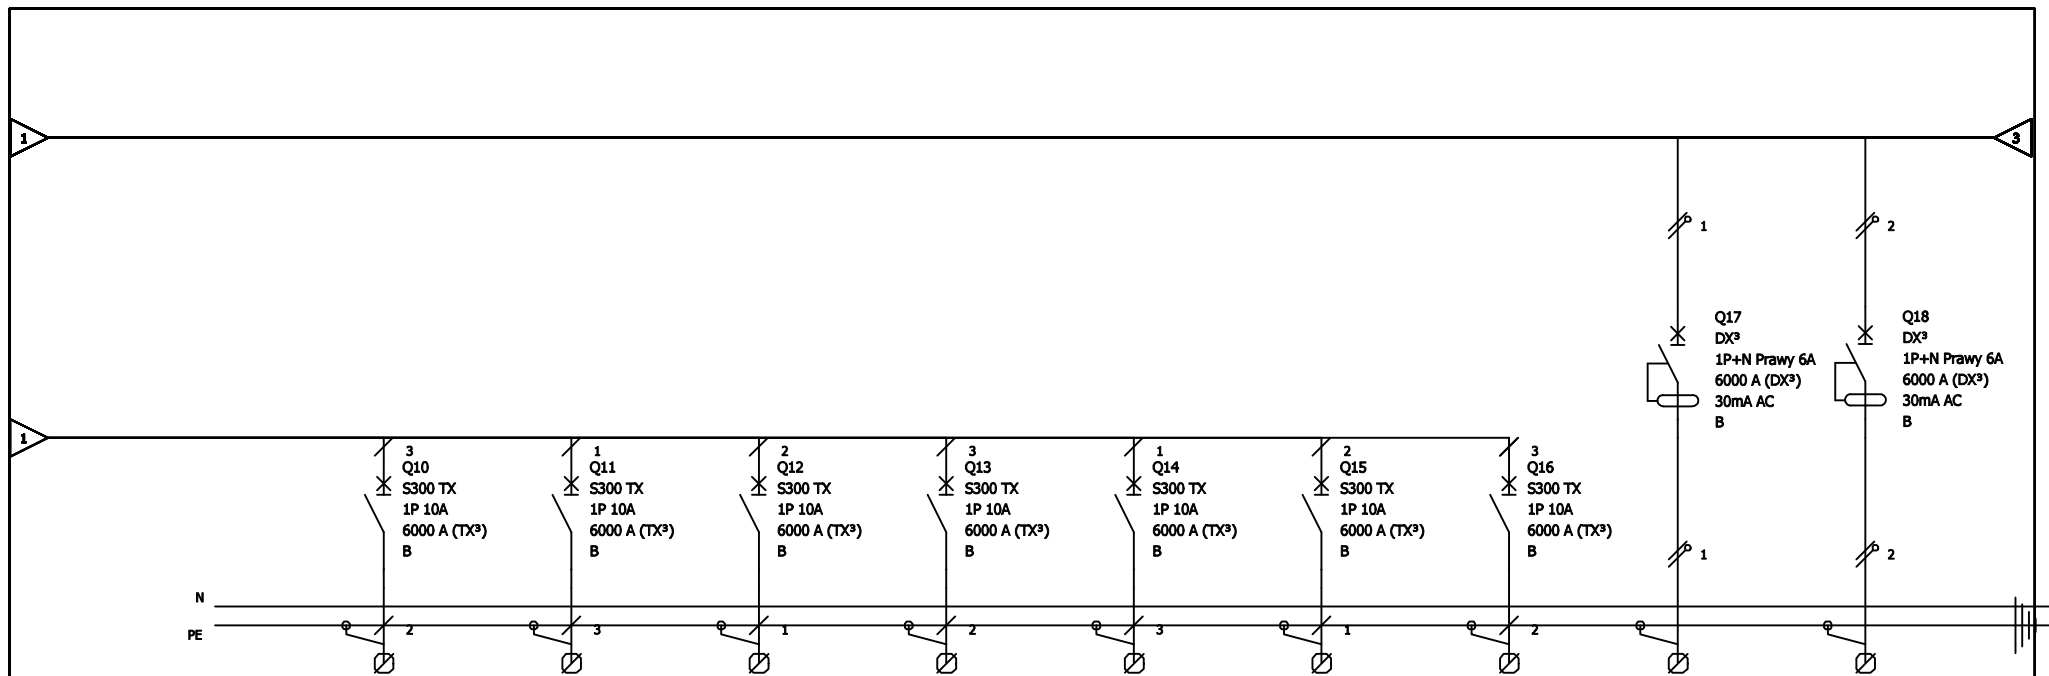 1
3
1
2
Q17
DX³
1P+N Prawy 6A
6000 A (DX³)
30mA AC
B
Q18
DX³
1P+N Prawy 6A
6000 A (DX³)
30mA AC
B
1
3
Q10
S300 TX
1P 10A
6000 A (TX³)
B
1
Q11
S300 TX
1P 10A
6000 A (TX³)
B
2
Q12
S300 TX
1P 10A
6000 A (TX³)
B
3
Q13
S300 TX
1P 10A
6000 A (TX³)
B
1
Q14
S300 TX
1P 10A
6000 A (TX³)
B
2
Q15
S300 TX
1P 10A
6000 A (TX³)
B
3
Q16
S300 TX
1P 10A
6000 A (TX³)
B
1
2
N
PE
2
3
1
2
3
1
2